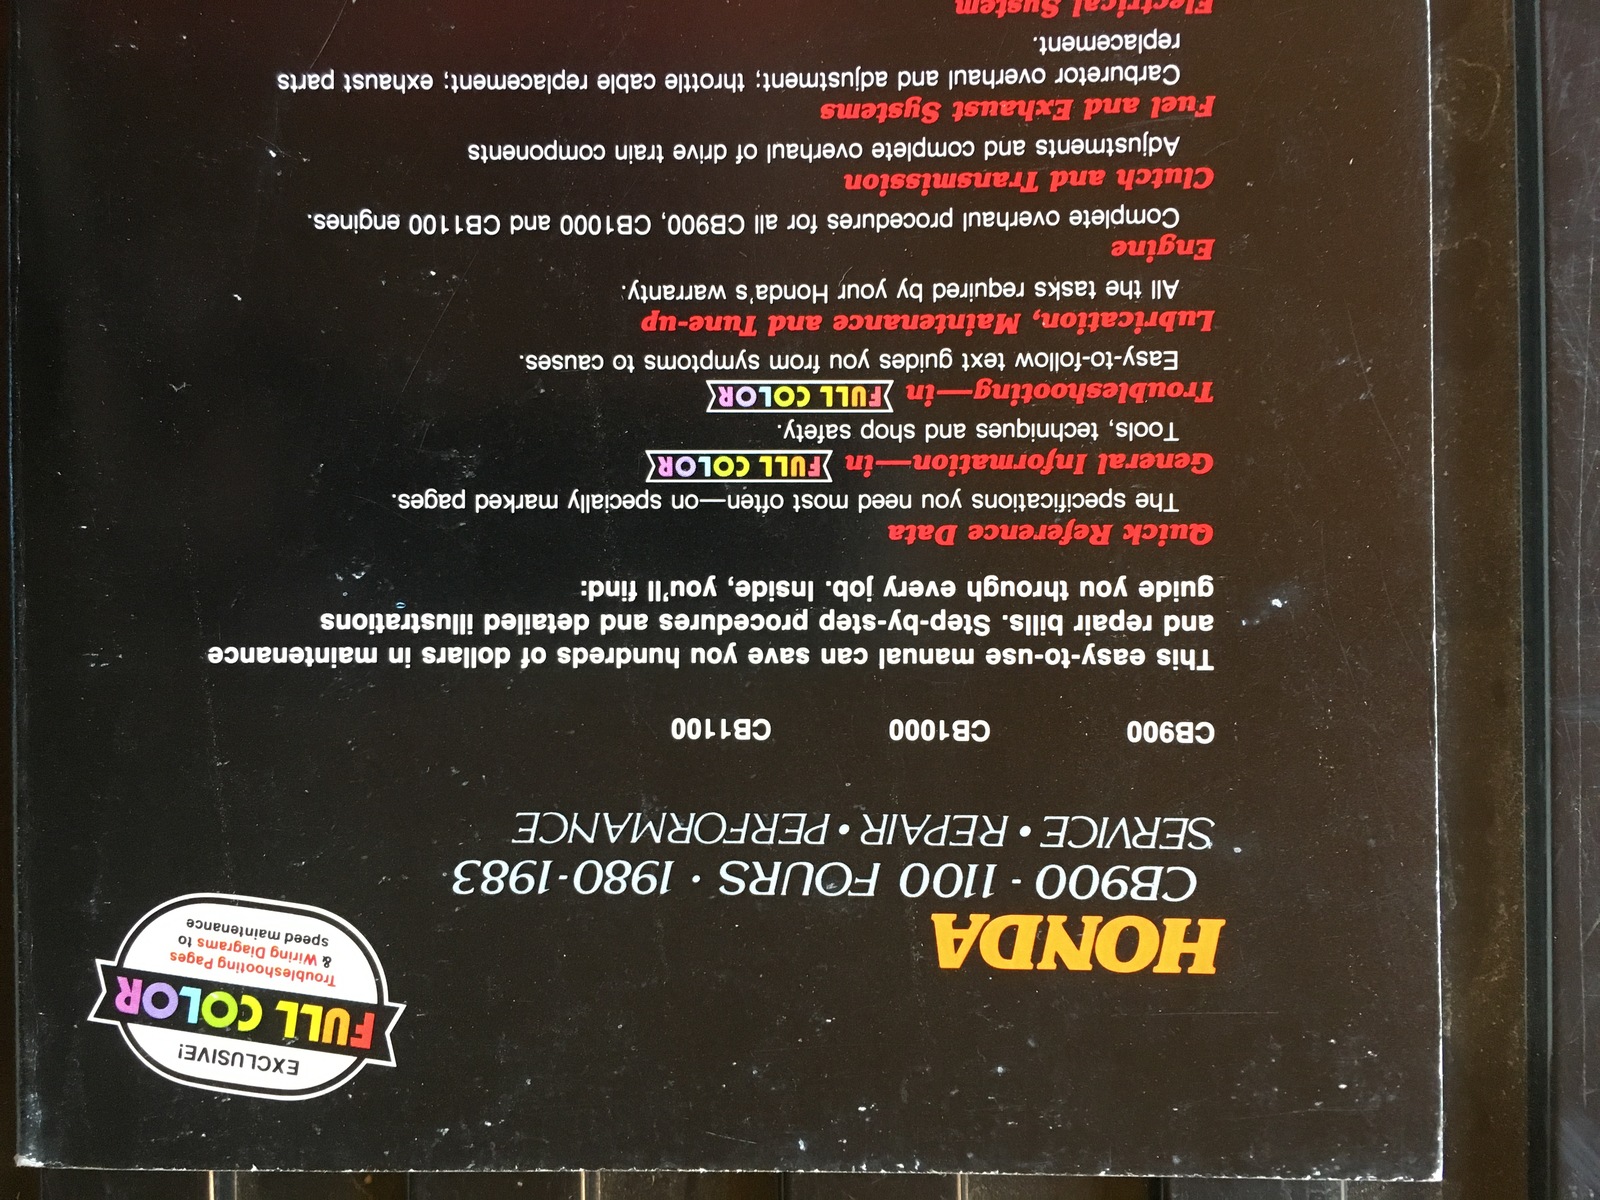 EXCLUSIVE!
FULL COLOR
Troubleshooting Pages
& Wiring Diagrams to
speed maintenance
HONDA
CB900 - 1100 FOURS • 1980-1983
SERVICE • REPAIR • PERFORMANCE
CB900 CB1000 CB1100
This easy-to-use manual can save you hundreds of dollars in maintenance
and repair bills. Step-by-step procedures and detailed illustrations
guide you through every job. Inside, you'll find:
Quick Reference Data
The specifications you need most often—on specially marked pages.
General Information—in FULL COLOR
Tools, techniques and shop safety.
Troubleshooting—in FULL COLOR
Easy-to-follow text guides you from symptoms to causes.
Lubrication, Maintenance and Tune-up
All the tasks required by your Honda's warranty.
Engine
Complete overhaul procedures for all CB900, CB1000 and CB1100 engines.
Clutch and Transmission
Adjustments and complete overhaul of drive train components
Fuel and Exhaust Systems
Carburetor overhaul and adjustment; throttle cable replacement; exhaust parts
replacement.
Electrical System